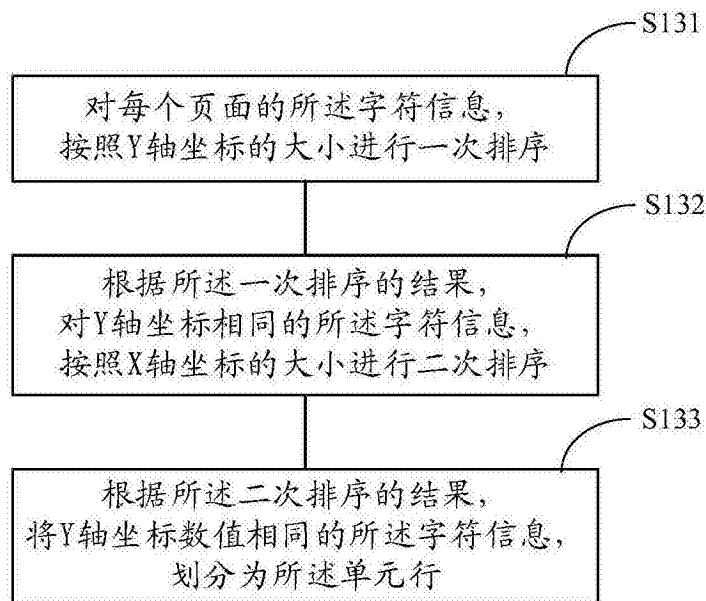 S131
对每个页面的所述字符信息，
按照Y轴坐标的大小进行一次排序
S132
根据所述一次排序的结果，
对Y轴坐标相同的所述字符信息，
按照X轴坐标的大小进行二次排序
S133
根据所述二次排序的结果，
将Y轴坐标数值相同的所述字符信息，
划分为所述单元行